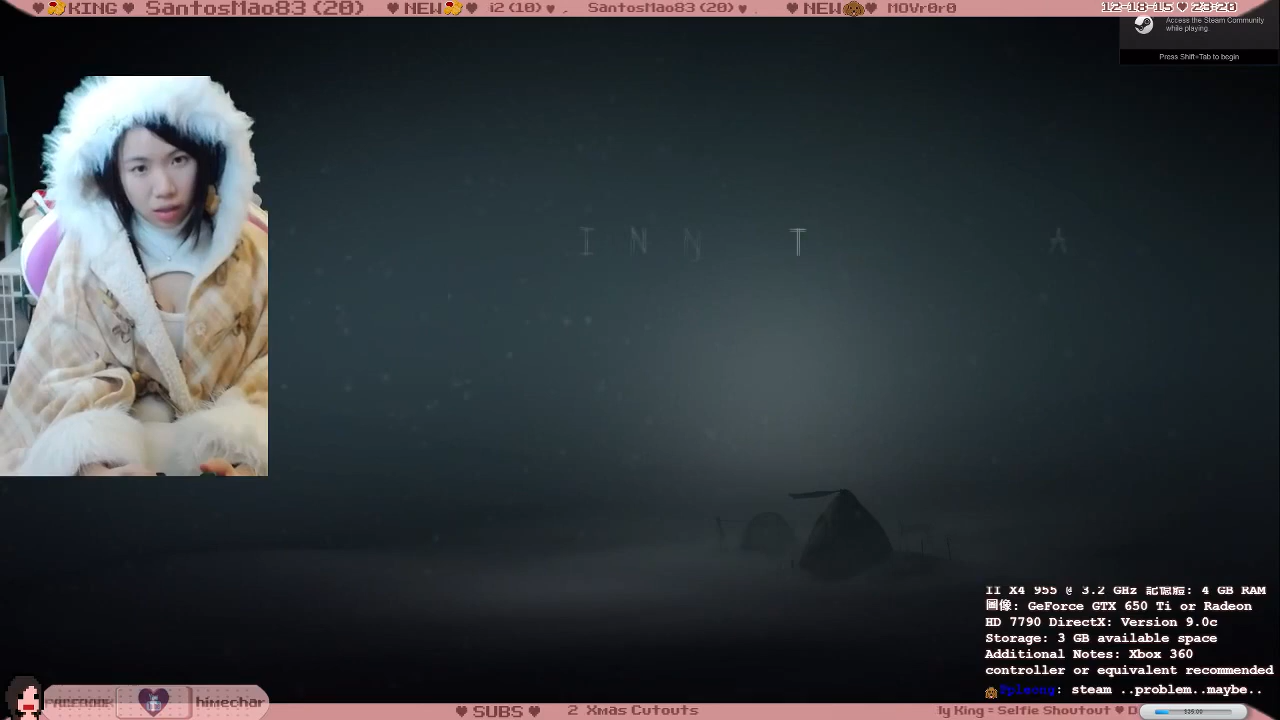 ♥ KING ♥ SantosMao83 (20) ♥ NEW ♥ i2 (10) ♥ . SantosMao83 (20) ♥ . ♥ NEW ♥ MOVr0r0
12-18-15 ♥ 23:20
Access the Steam Community
while playing.
Press Shift+Tab to begin
I N N T A
II X4 955 @ 3.2 GHz 記憶體: 4 GB RAM
圖像: GeForce GTX 650 Ti or Radeon
HD 7790 DirectX: Version 9.0c
Storage: 3 GB available space
Additional Notes: Xbox 360
controller or equivalent recommended
: steam ..problem..maybe..
FACEBOOK himechar
♥ SUBS ♥ 2 Xmas Cutouts
ly King = Selfie Shoutout ♥ D